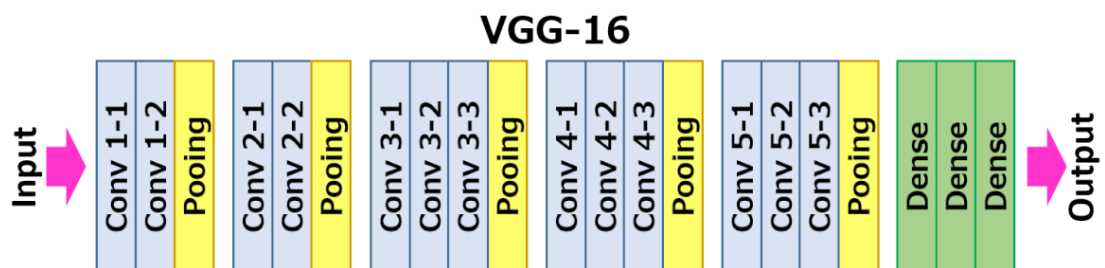 VGG-16
Input
Conv 1-1
Conv 1-2
Pooing
Conv 2-1
Conv 2-2
Pooing
Conv 3-1
Conv 3-2
Conv 3-3
Pooing
Conv 4-1
Conv 4-2
Conv 4-3
Pooing
Conv 5-1
Conv 5-2
Conv 5-3
Pooing
Dense
Dense
Dense
Output